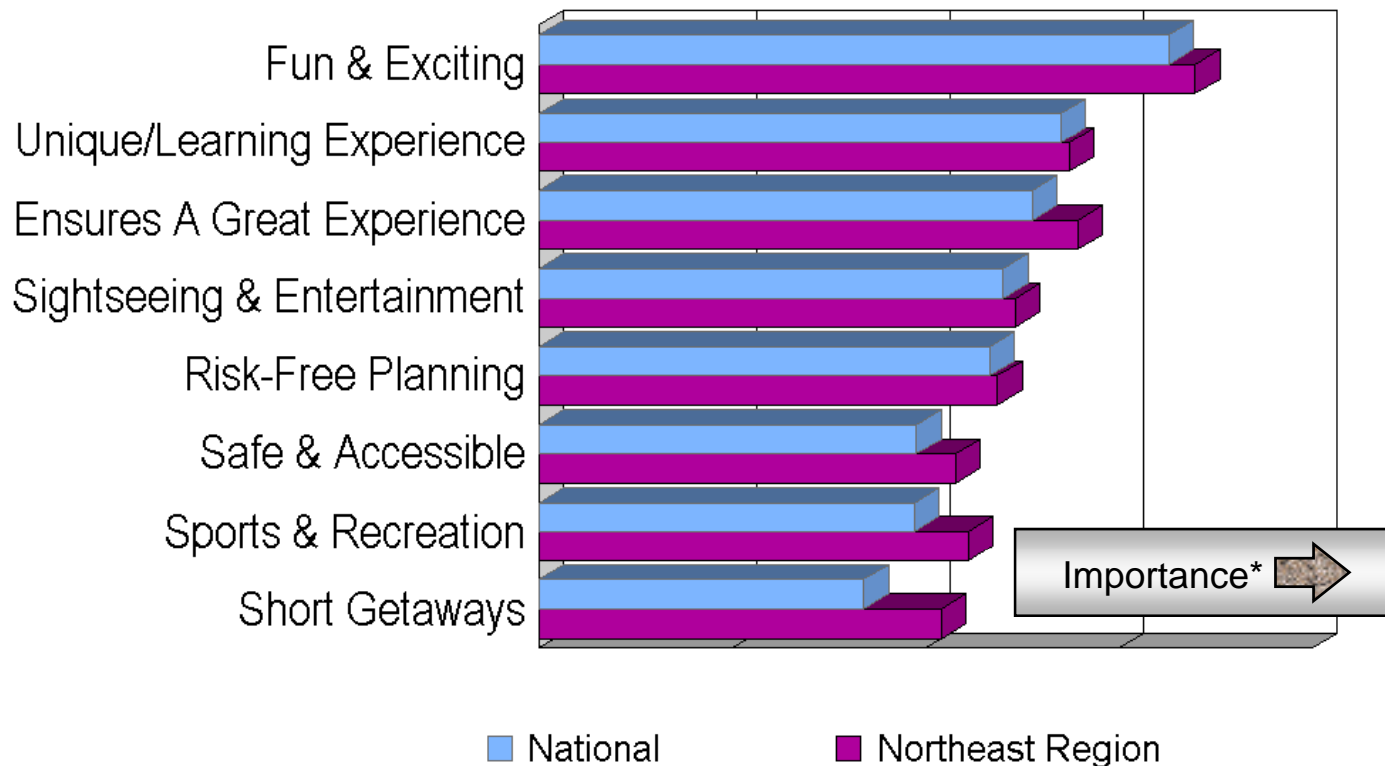 Fun & Exciting
Unique/Learning Experience
Ensures A Great Experience
Sightseeing & Entertainment
Risk-Free Planning
Safe & Accessible
Sports & Recreation
Short Getaways
Importance*
National
Northeast Region